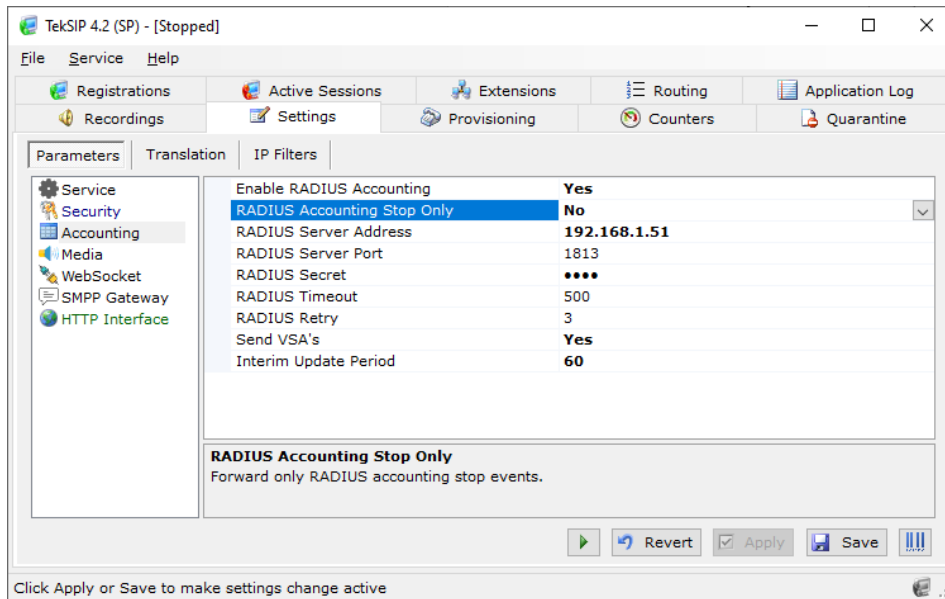 TekSIP 4.2 (SP) - [Stopped]
File Service Help
Registrations Active Sessions Extensions Routing Application Log
Recordings Settings Provisioning Counters Quarantine
Parameters Translation IP Filters
Service
Security
Accounting
Media
WebSocket
SMPP Gateway
HTTP Interface
Enable RADIUS Accounting Yes
RADIUS Accounting Stop Only No
RADIUS Server Address 192.168.1.51
RADIUS Server Port 1813
RADIUS Secret ••••
RADIUS Timeout 500
RADIUS Retry 3
Send VSA's Yes
Interim Update Period 60
RADIUS Accounting Stop Only
Forward only RADIUS accounting stop events.
Revert Apply Save
Click Apply or Save to make settings change active